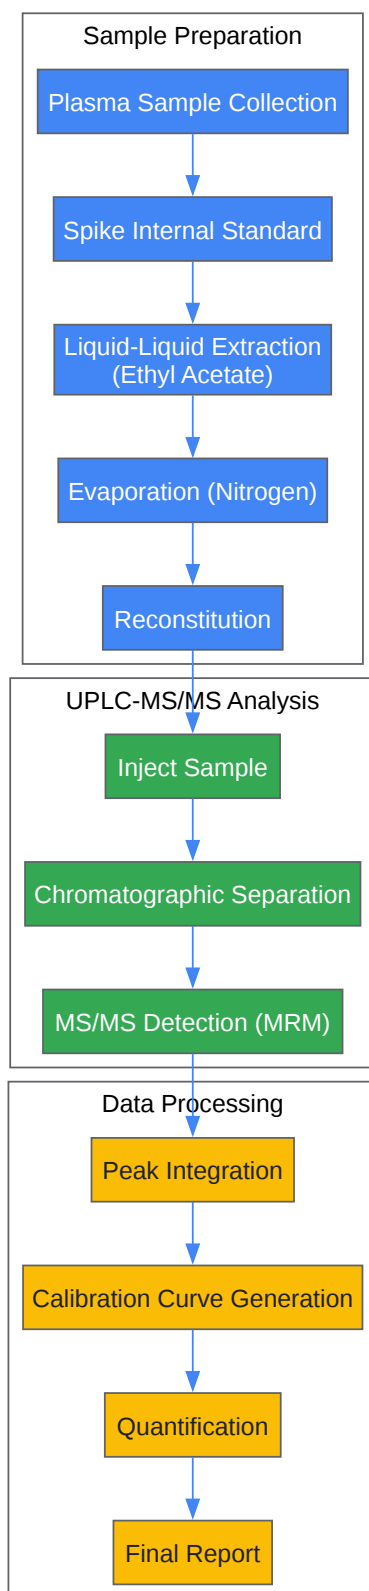 Sample Preparation
Plasma Sample Collection
Spike Internal Standard
Liquid-Liquid Extraction
(Ethyl Acetate)
Evaporation (Nitrogen)
Reconstitution
UPLC-MS/MS Analysis
Inject Sample
Chromatographic Separation
MS/MS Detection (MRM)
Data Processing
Peak Integration
Calibration Curve Generation
Quantification
Final Report